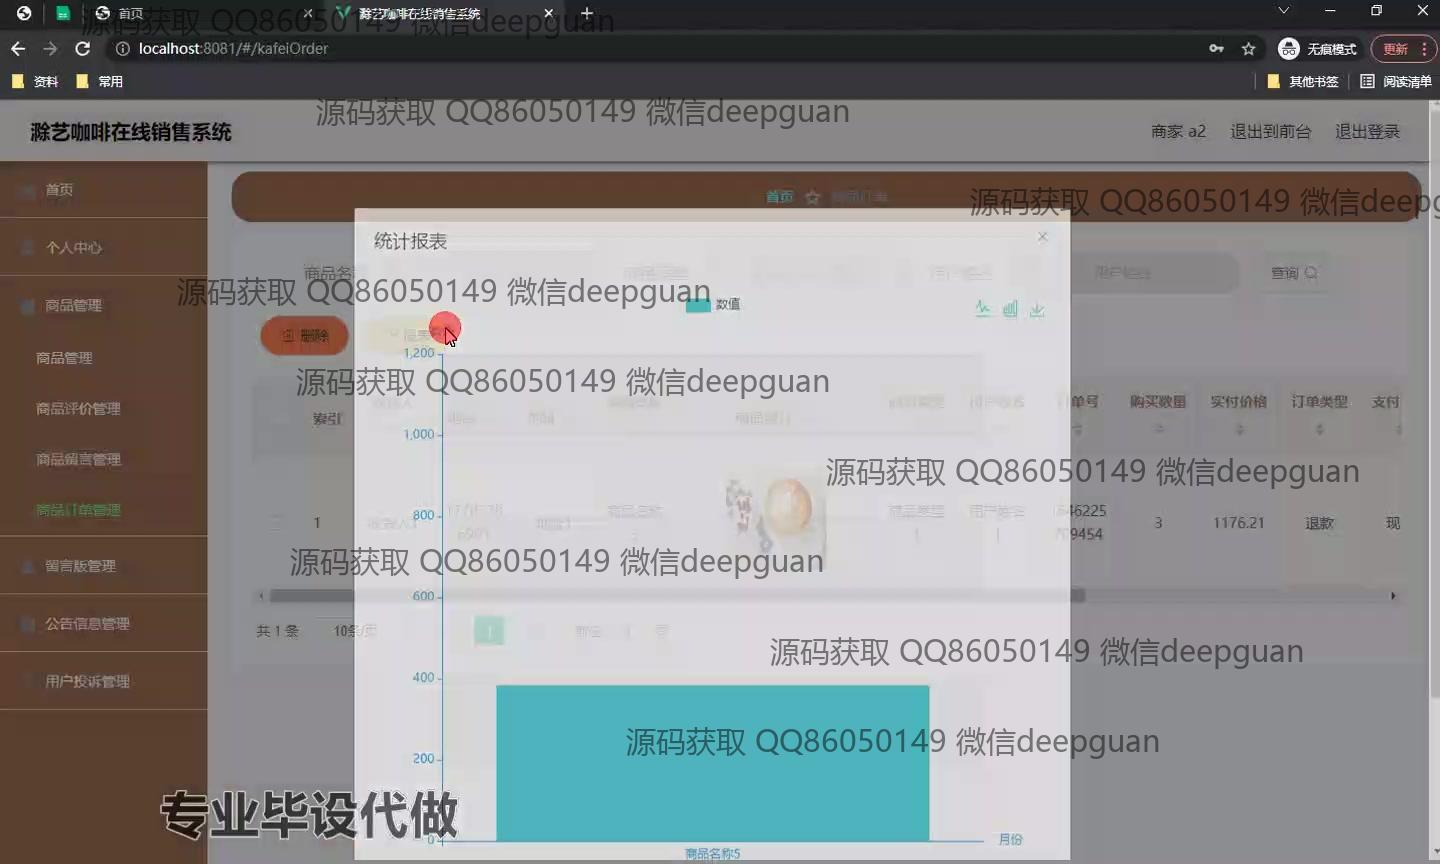 首页
滁艺咖啡在线销售系统
localhost:8081/#/kafeiOrder
无痕模式
更新
资料
常用
其他书签
阅读清单
源码获取 QQ86050149 微信deepguan
源码获取 QQ86050149 微信deepguan
滁艺咖啡在线销售系统
商家 a2
退出到前台
退出登录
首页
首页
源码获取 QQ86050149 微信deepg
个人中心
统计报表
商品名
查询
源码获取 QQ86050149 微信deepguan
商品管理
数值
删除
1,200
商品管理
源码获取 QQ86050149 微信deepguan
商品评价管理
索引
单号
购买数量
实付价格
订单类型
支付
1,000
商品留言管理
源码获取 QQ86050149 微信deepguan
商品订单管理
800
1
646225
709454
3
1176.21
退款
现
源码获取 QQ86050149 微信deepguan
留言版管理
600
公告信息管理
共 1 条
10条/页
1
源码获取 QQ86050149 微信deepguan
用户投诉管理
400
源码获取 QQ86050149 微信deepguan
200
专业毕设代做
0
月份
商品名称5